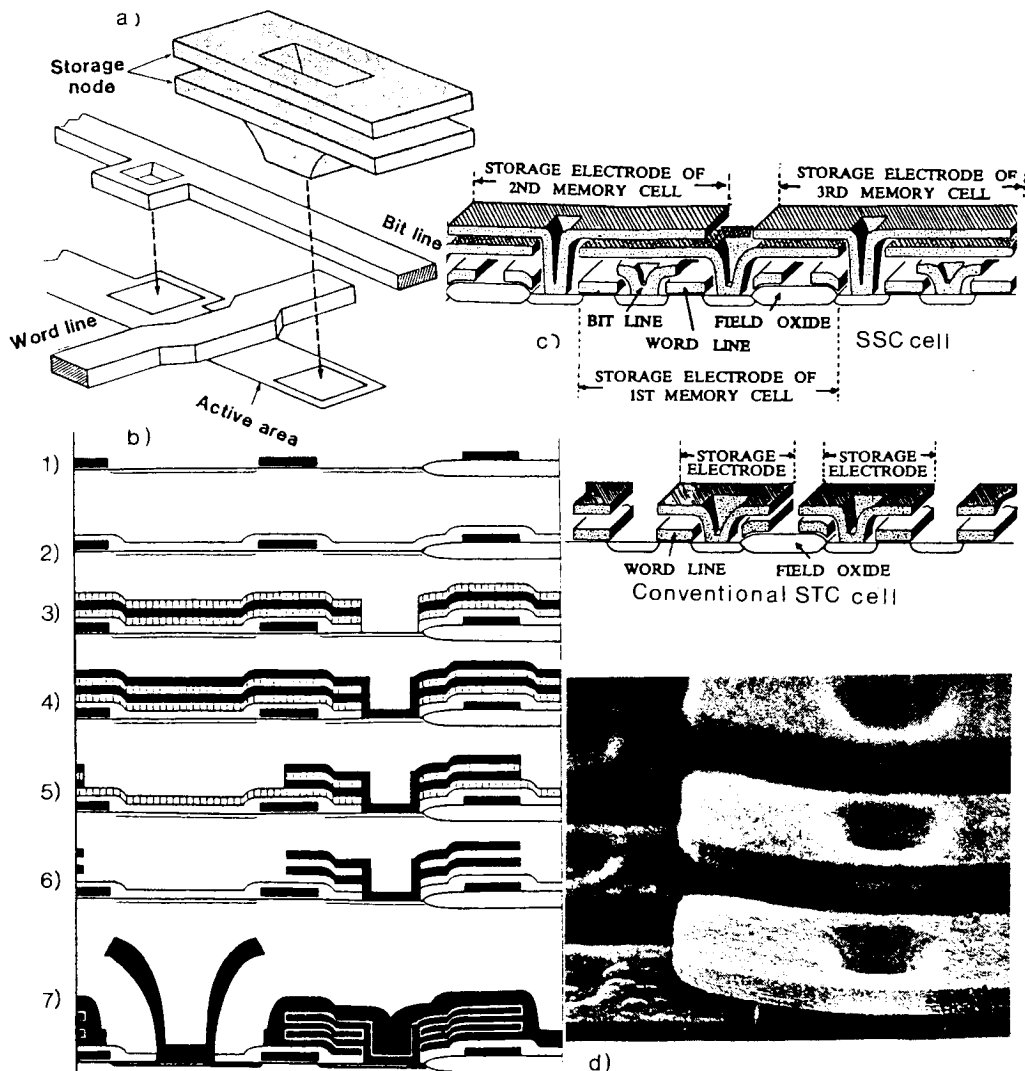 a)
Storage
node
Bit line
Word line
Active area
STORAGE ELECTRODE OF
2ND MEMORY CELL
STORAGE ELECTRODE OF
3RD MEMORY CELL
BIT LINE
FIELD OXIDE
WORD LINE
c)
SSC cell
STORAGE ELECTRODE OF
1ST MEMORY CELL
b)
1)
2)
3)
4)
5)
6)
7)
STORAGE
ELECTRODE
STORAGE
ELECTRODE
WORD LINE
FIELD OXIDE
Conventional STC cell
d)